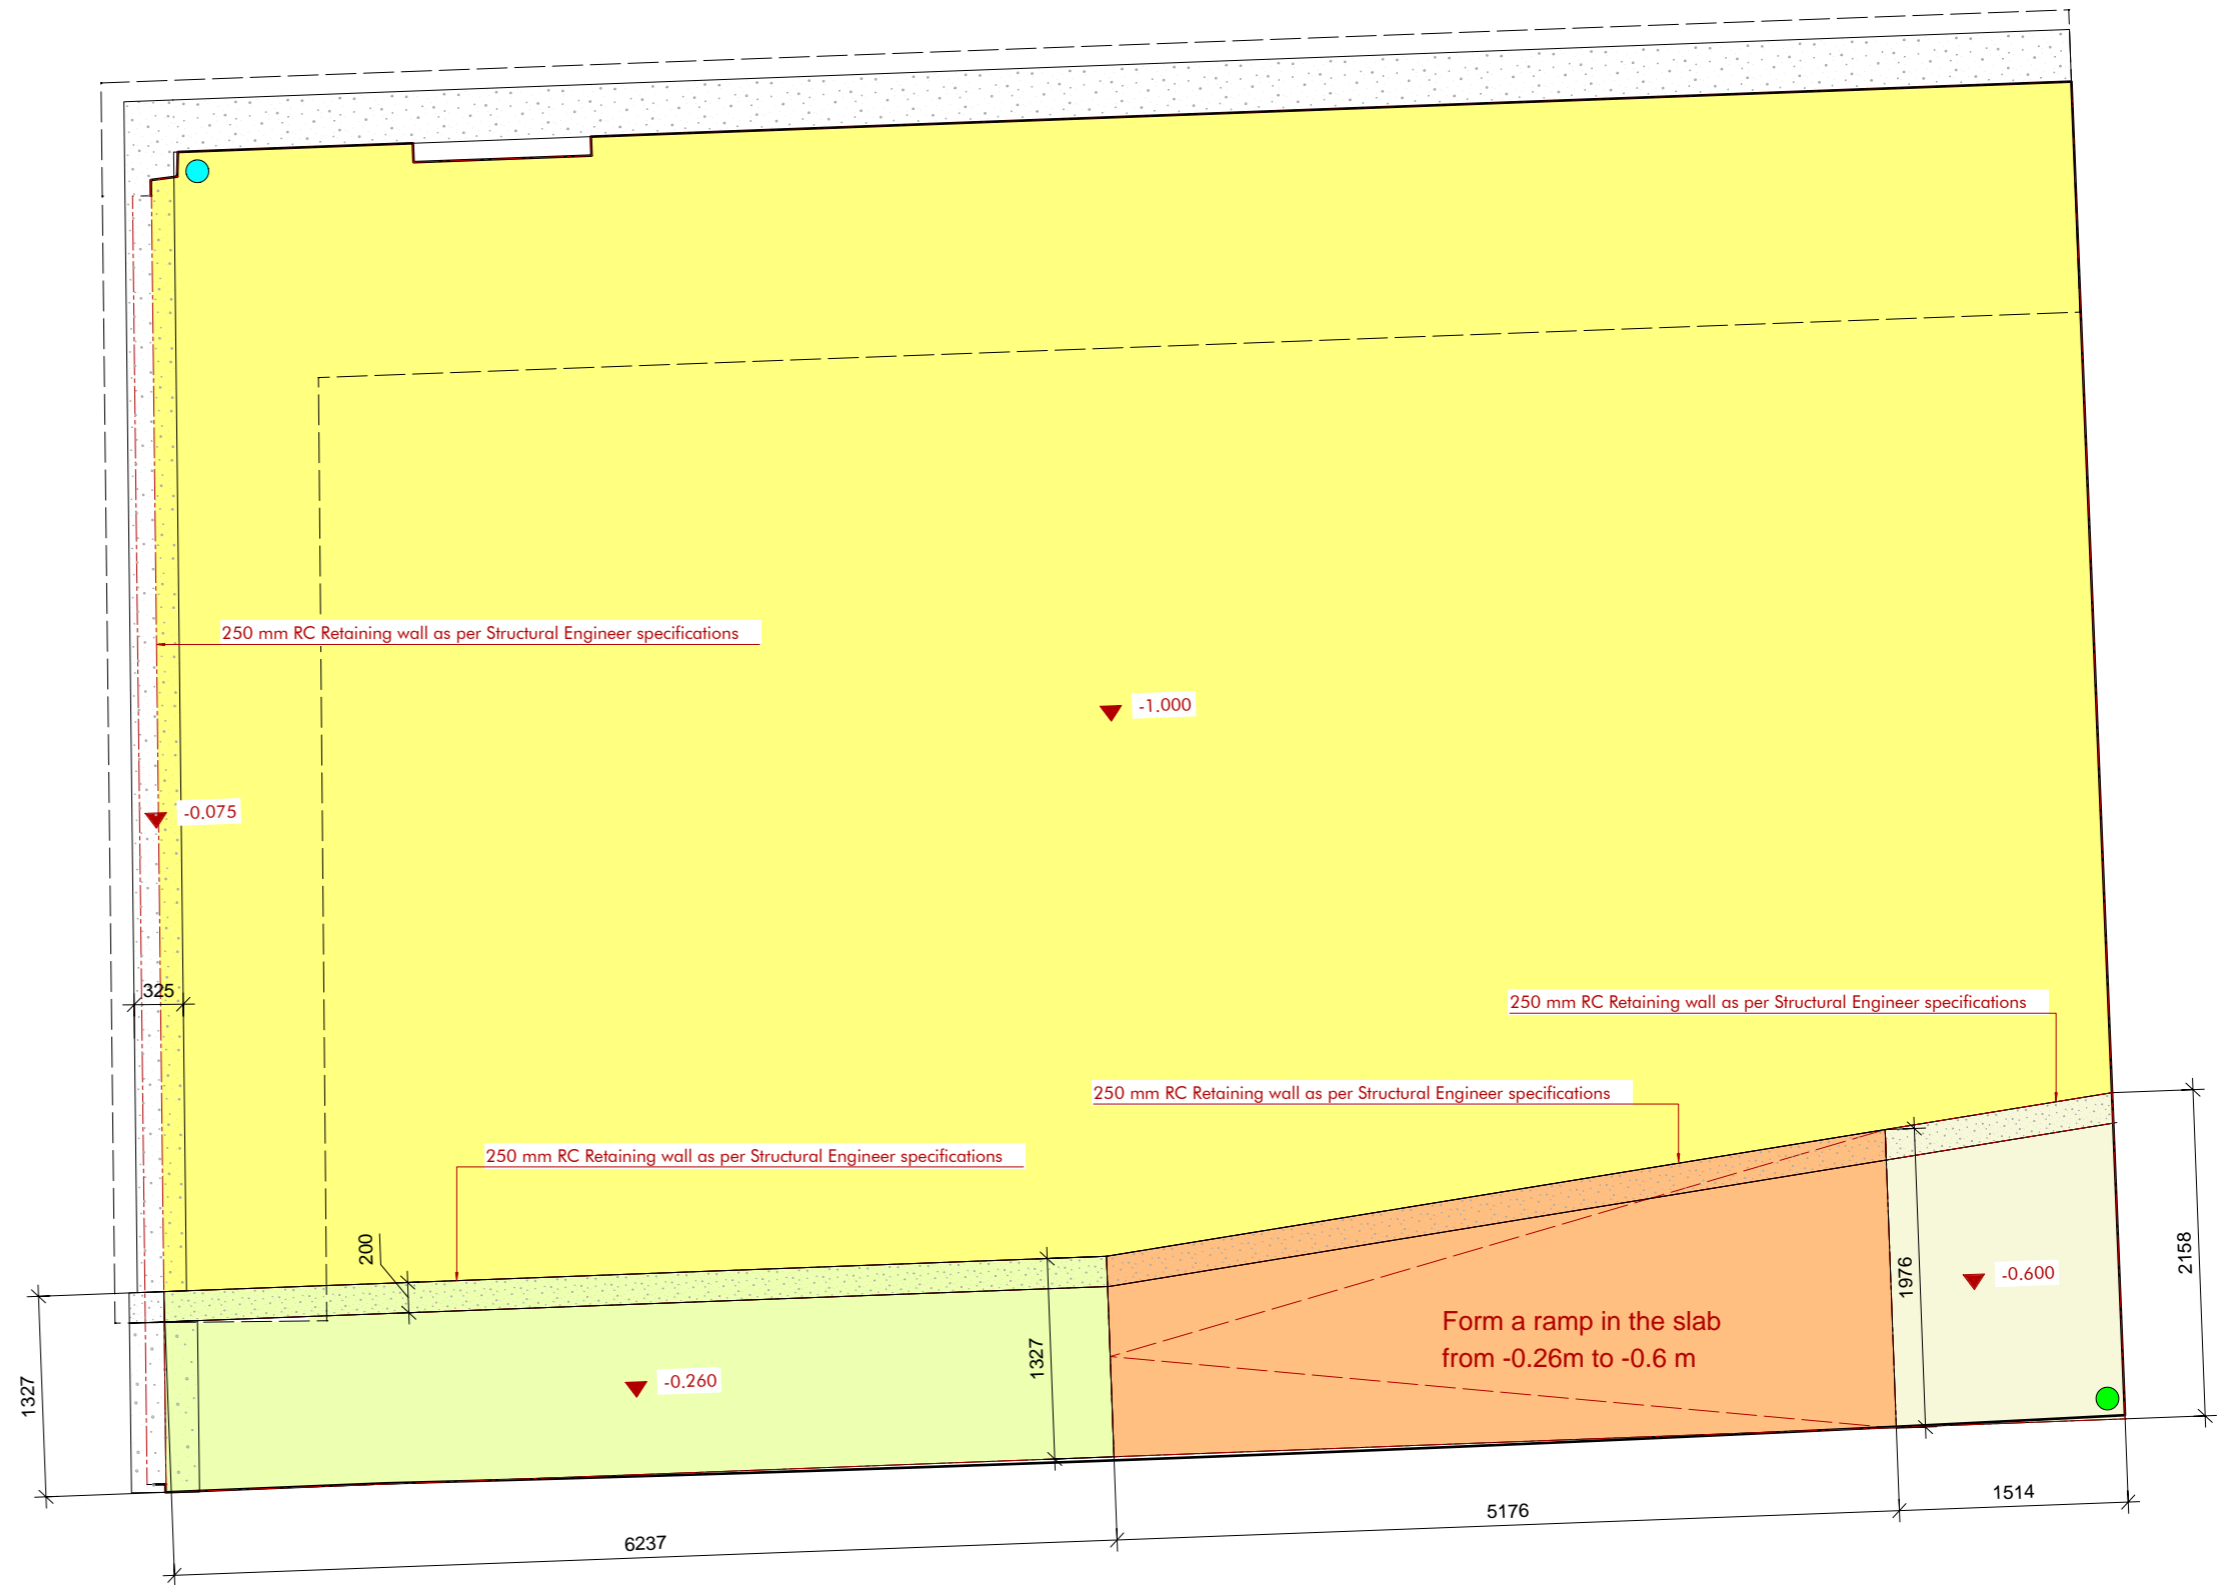 250 mm RC Retaining wall as per Structural Engineer specifications
-1.000
-0.075
325
250 mm RC Retaining wall as per Structural Engineer specifications
250 mm RC Retaining wall as per Structural Engineer specifications
250 mm RC Retaining wall as per Structural Engineer specifications
200
2158
1976
-0.600
Form a ramp in the slab
from -0.26m to -0.6 m
1327
-0.260
1327
1514
5176
6237